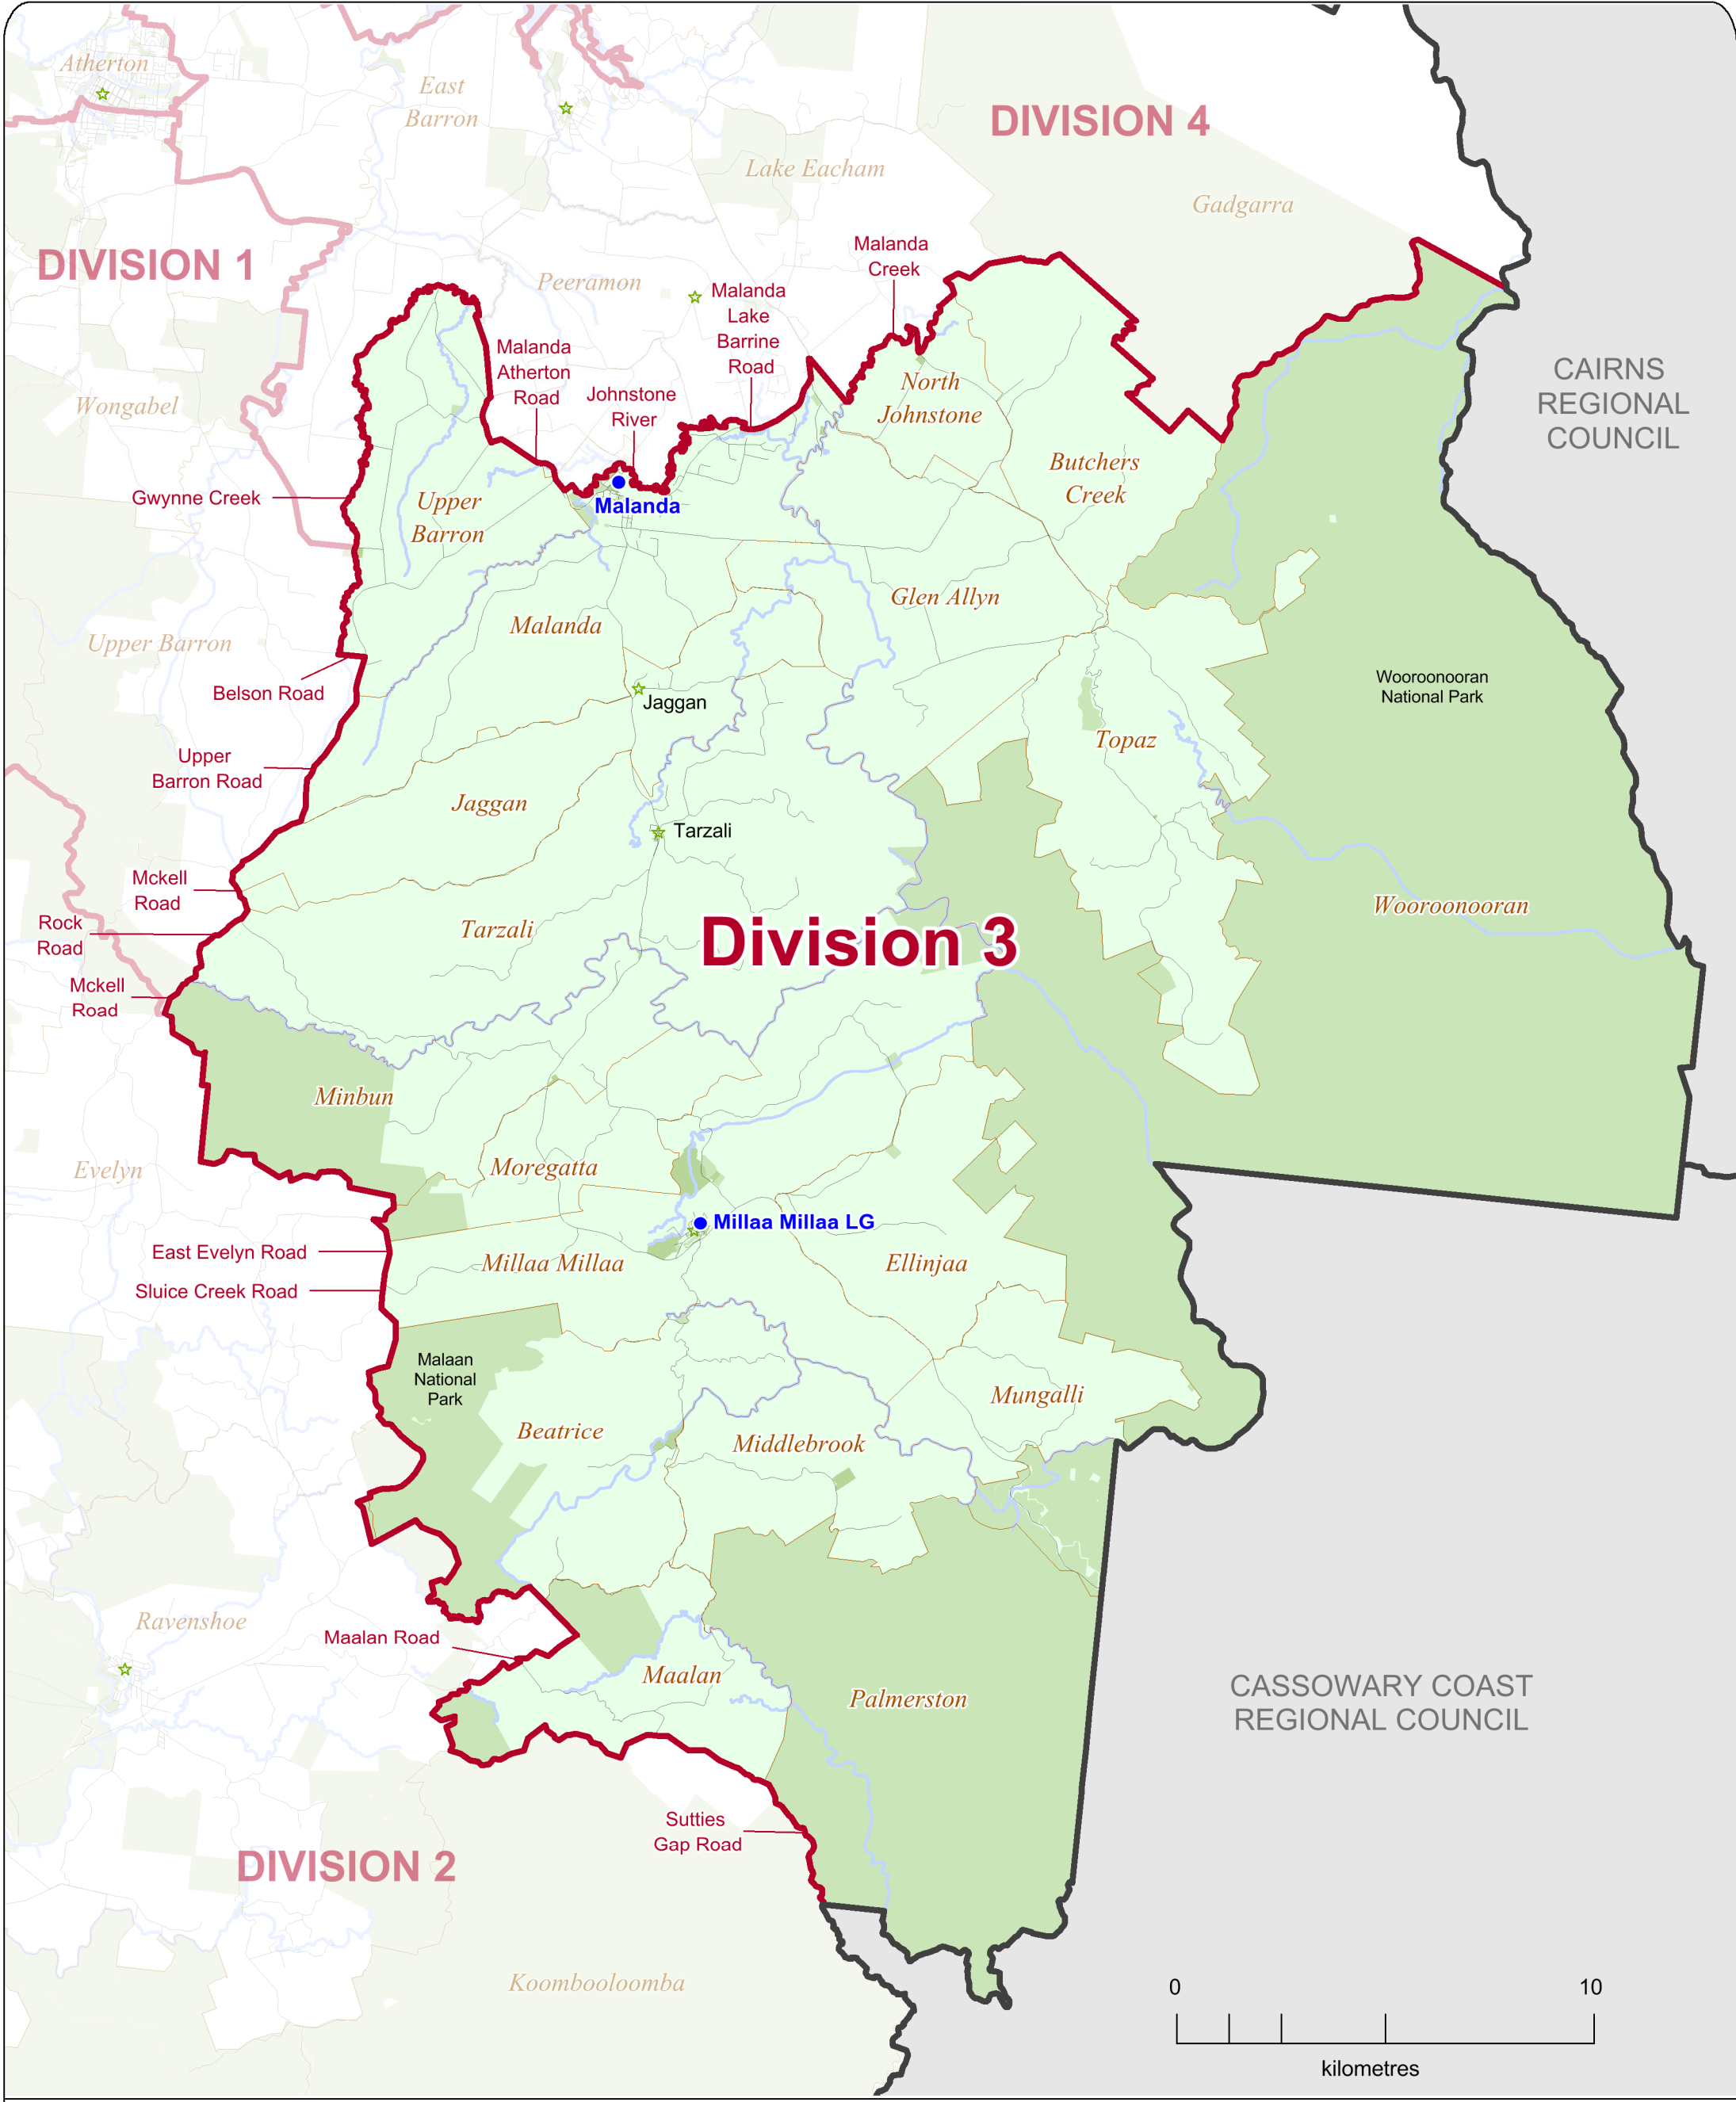 Atherton
East
Barron
DIVISION 4
Lake Eacham
Gadgarra
DIVISION 1
Peeramon
Malanda
Creek
Malanda
Lake
Barrine
Road
Malanda
Atherton
Road
Johnstone
River
CAIRNS
REGIONAL
COUNCIL
Wongabel
North
Johnstone
Butchers
Creek
Gwynne Creek
Upper
Barron
Malanda
Glen Allyn
Malanda
Upper Barron
Belson Road
Jaggan
Wooroonooran
National Park
Topaz
Upper
Barron Road
Jaggan
Tarzali
Mckell
Road
Rock
Road
Tarzali
Division 3
Wooroonooran
Mckell
Road
Minbun
Evelyn
Moregatta
Millaa Millaa LG
East Evelyn Road
Millaa Millaa
Ellinjaa
Sluice Creek Road
Malaan
National
Park
Mungalli
Beatrice
Middlebrook
Ravenshoe
Maalan Road
Maalan
Palmerston
CASSOWARY COAST
REGIONAL COUNCIL
Sutties
Gap Road
DIVISION 2
Koombooloomba
0 10
kilometres